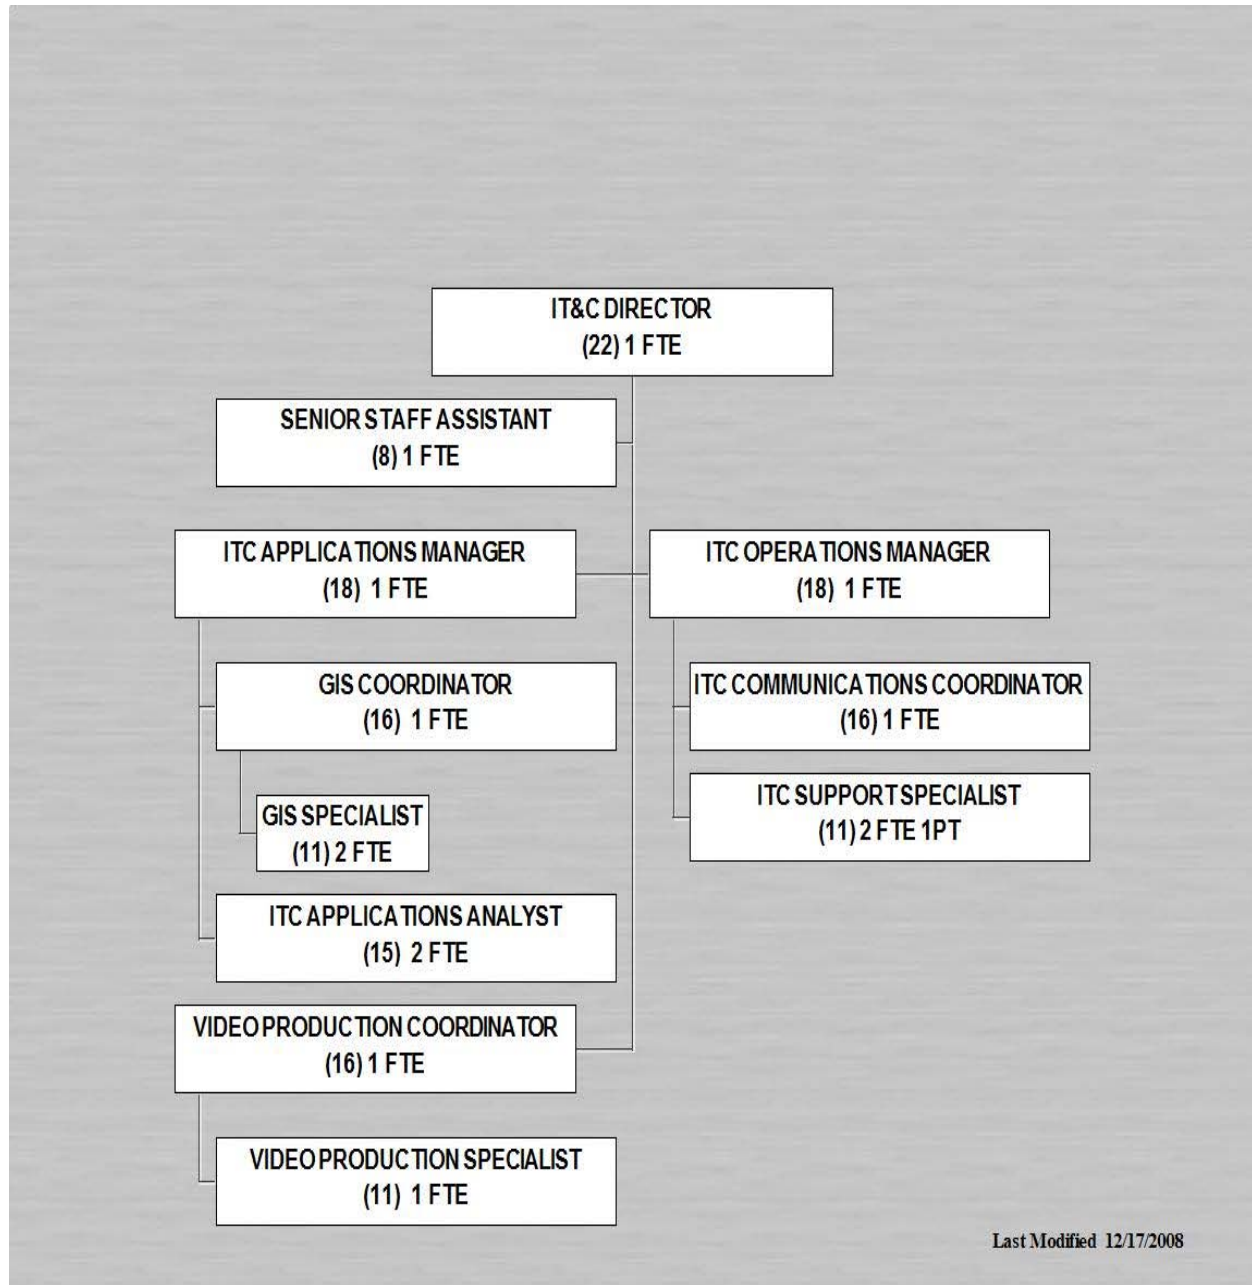 IT&C DIRECTOR
(22) 1 FTE
SENIOR STAFF ASSISTANT
(8) 1 FTE
ITC APPLICATIONS MANAGER
(18) 1 FTE
ITC OPERATIONS MANAGER
(18) 1 FTE
GIS COORDINATOR
(16) 1 FTE
ITC COMMUNICATIONS COORDINATOR
(16) 1 FTE
GIS SPECIALIST
(11) 2 FTE
ITC SUPPORT SPECIALIST
(11) 2 FTE 1PT
ITC APPLICATIONS ANALYST
(15) 2 FTE
VIDEO PRODUCTION COORDINATOR
(16) 1 FTE
VIDEO PRODUCTION SPECIALIST
(11) 1 FTE
Last Modified 12/17/2008